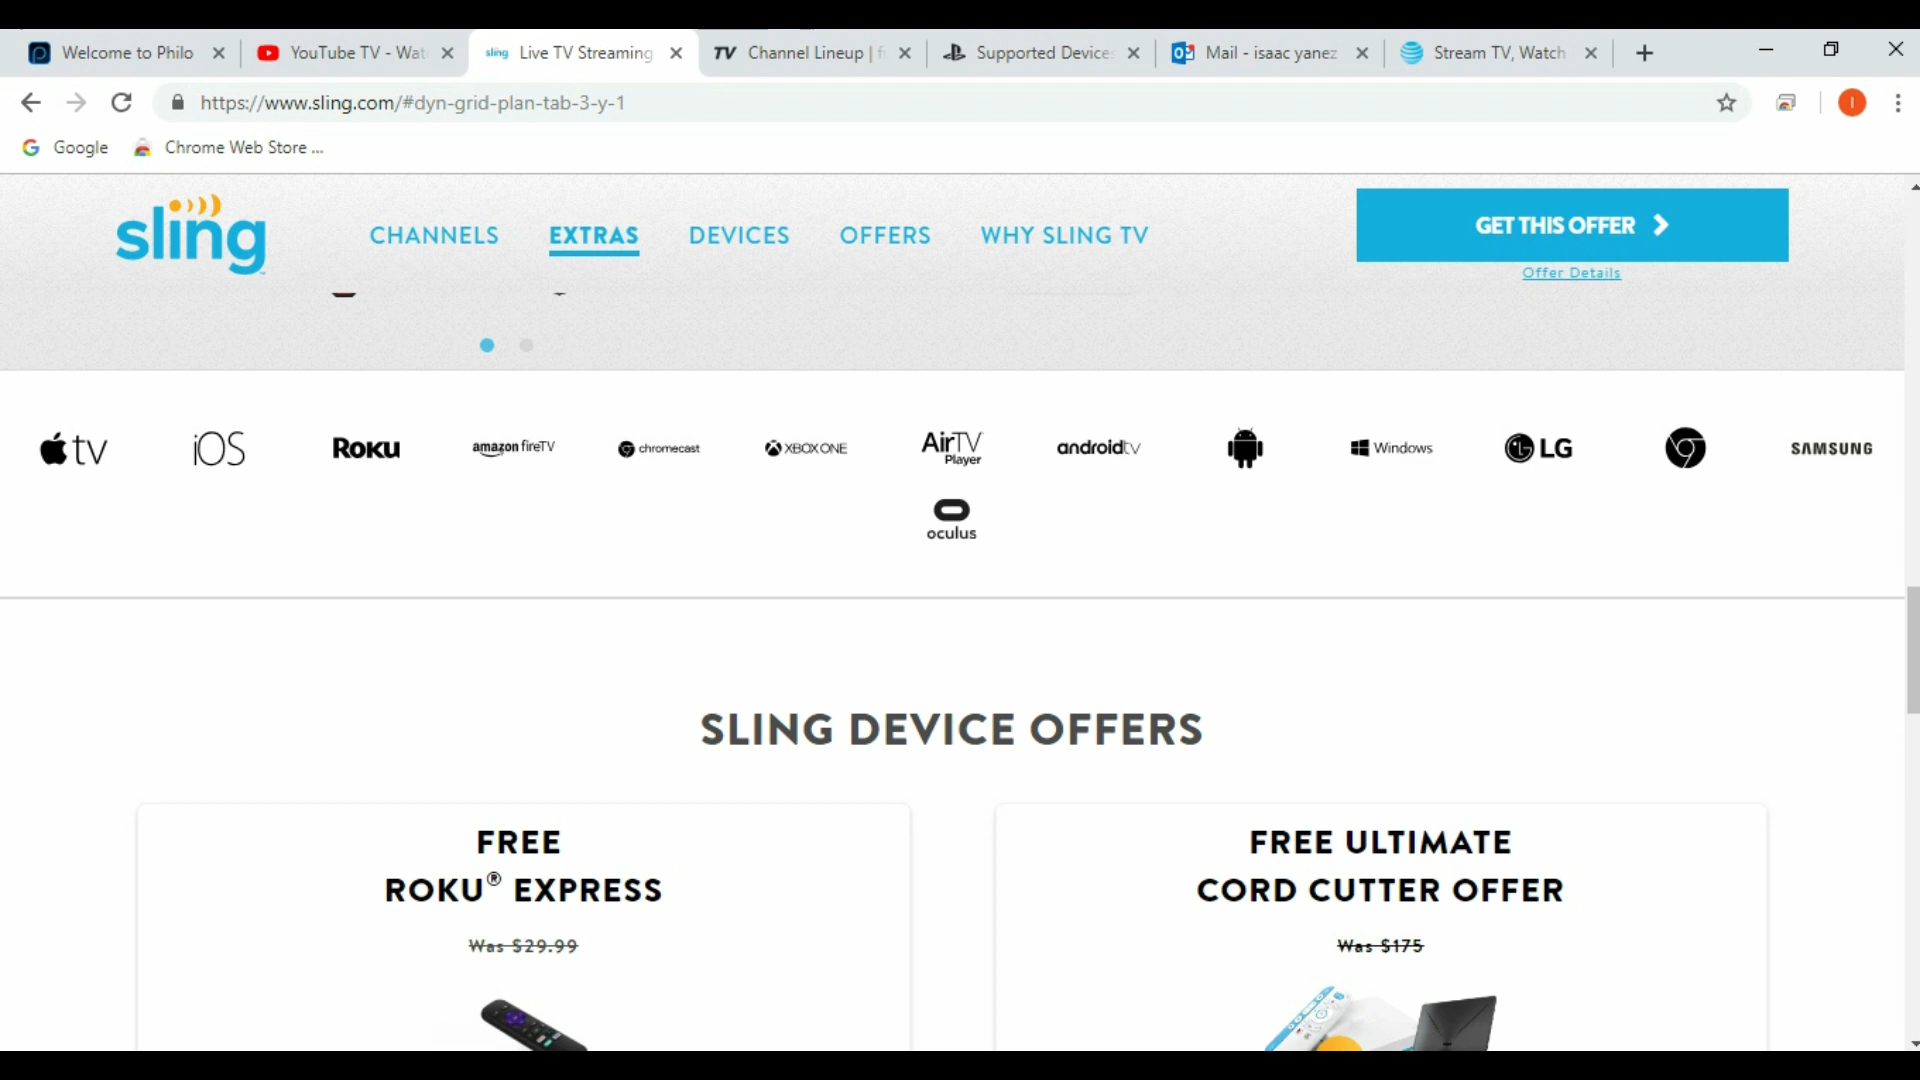 Welcome to Philo
YouTube TV - Wat
sling Live TV Streaming
TV Channel Lineup | f
Supported Devices
Mail - isaac yanez
Stream TV, Watch
https://www.sling.com/#dyn-grid-plan-tab-3-y-1
I
Google
Chrome Web Store ...
sling
CHANNELS
EXTRAS
DEVICES
OFFERS
WHY SLING TV
GET THIS OFFER
Offer Details
tv
iOS
ROKU
amazon fireTV
chromecast
XBOX ONE
AirTV
Player
androidtv
Windows
LG
SAMSUNG
oculus
SLING DEVICE OFFERS
FREE
ROKU® EXPRESS
Was $29.99
FREE ULTIMATE
CORD CUTTER OFFER
Was $175